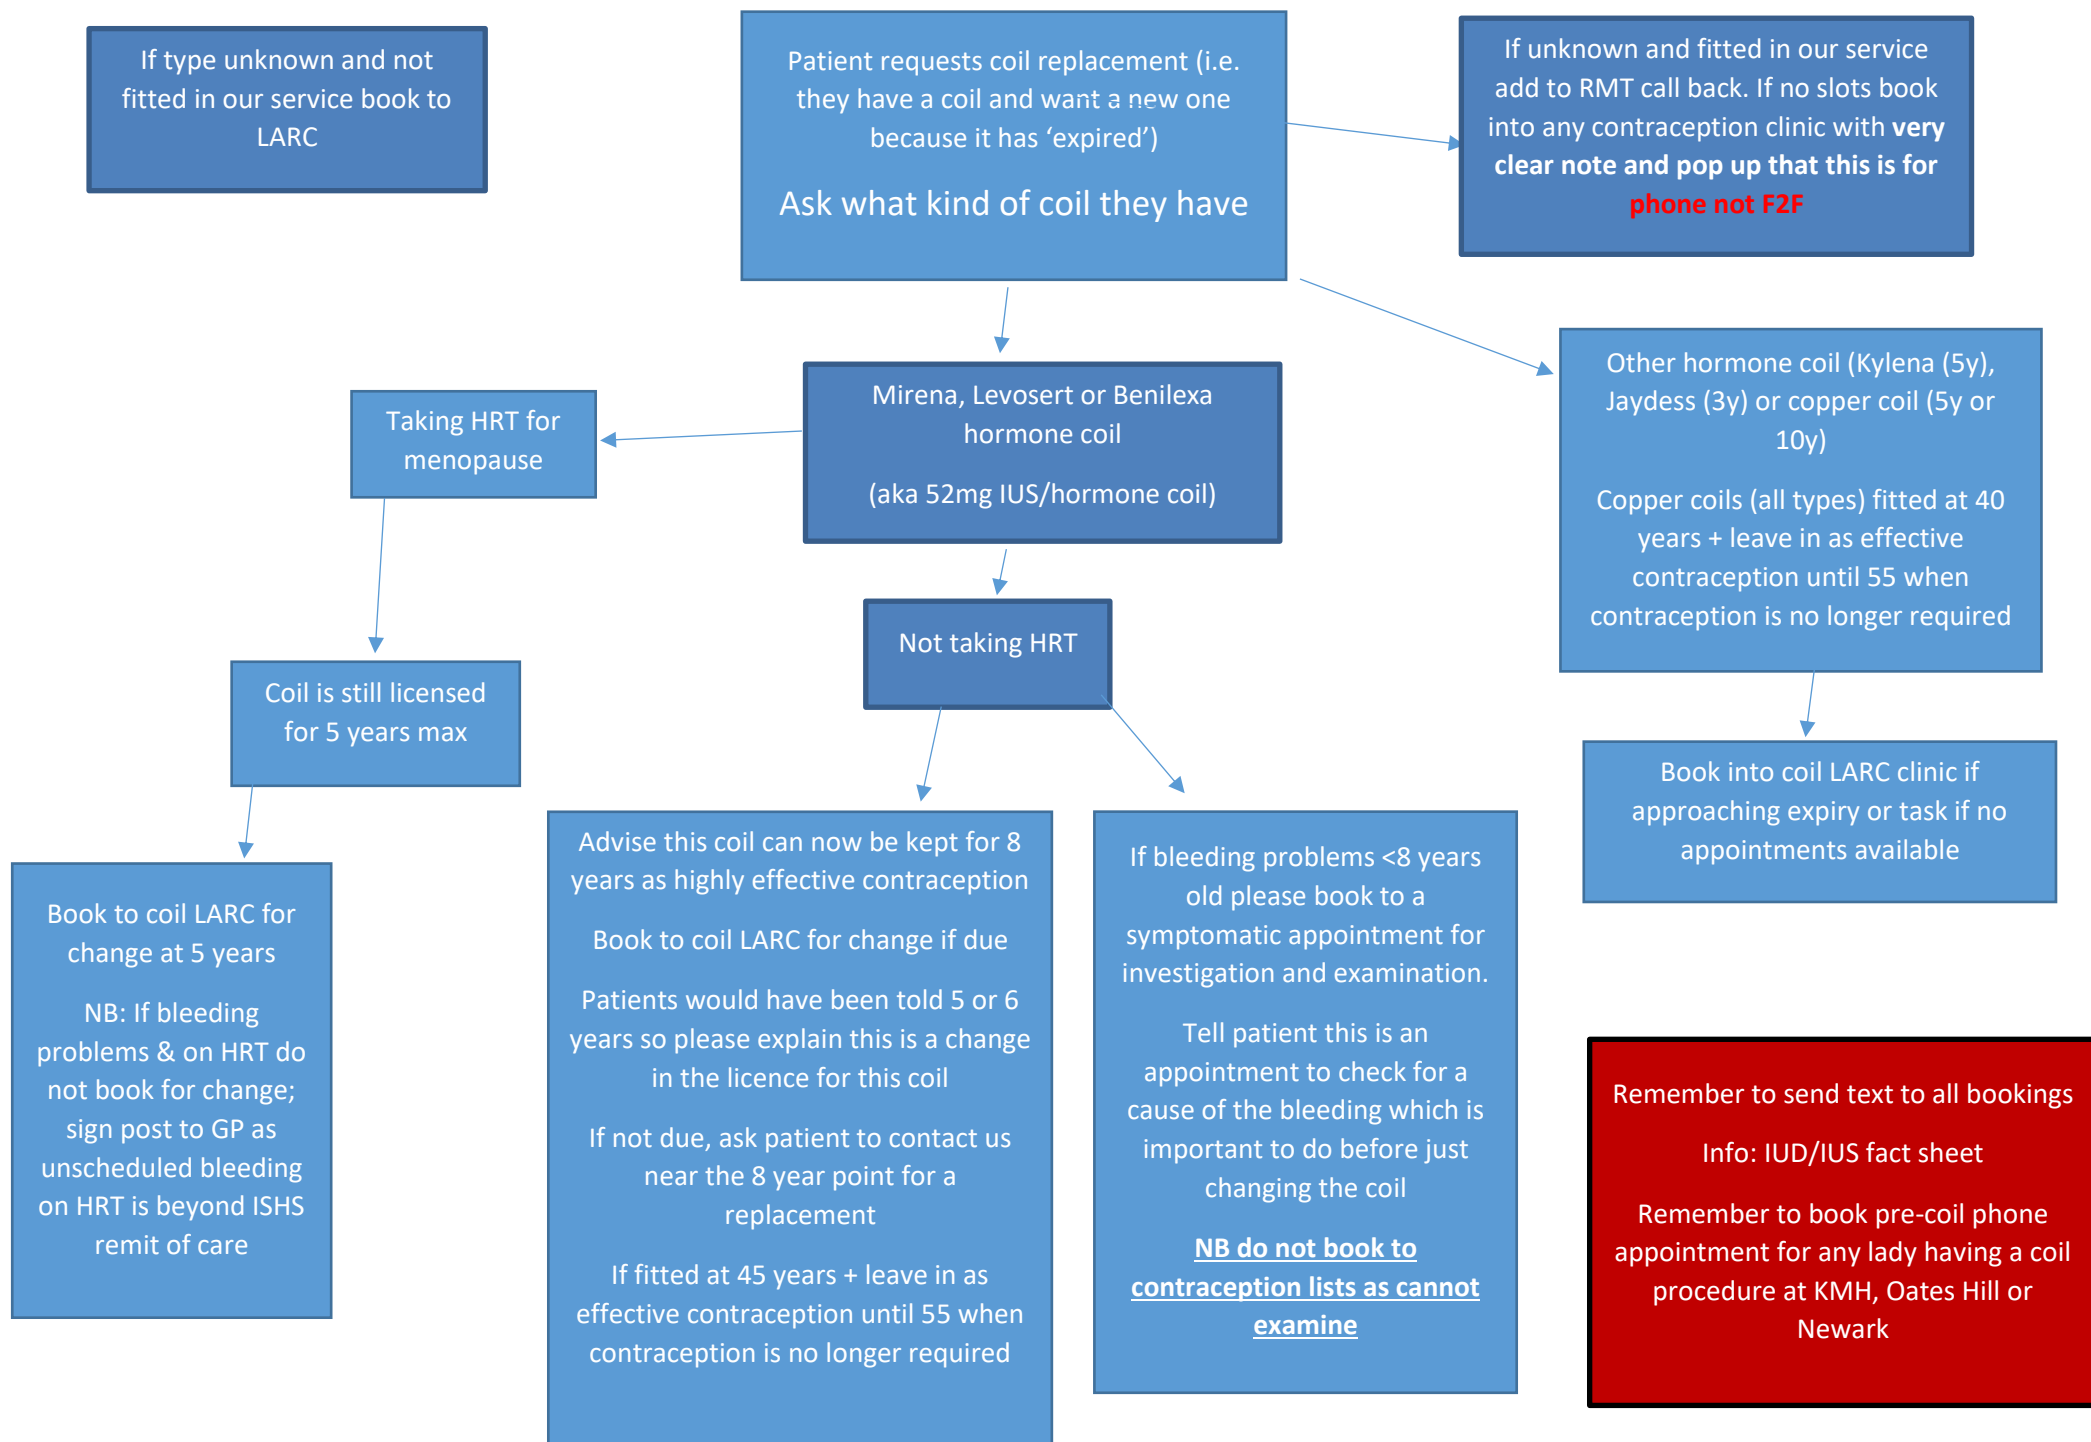 If type unknown and not
fitted in our service book to
LARC
Patient requests coil replacement (i.e.
they have a coil and want a new one
because it has ‘expired’)
Ask what kind of coil they have
If unknown and fitted in our service
add to RMT call back. If no slots book
into any contraception clinic with very
clear note and pop up that this is for
phone not F2F
Taking HRT for
menopause
Mirena, Levosert or Benilexa
hormone coil
(aka 52mg IUS/hormone coil)
Other hormone coil (Kylena (5y),
Jaydess (3y) or copper coil (5y or
10y)
Copper coils (all types) fitted at 40
years + leave in as effective
contraception until 55 when
contraception is no longer required
Not taking HRT
Coil is still licensed
for 5 years max
Book into coil LARC clinic if
approaching expiry or task if no
appointments available
Book to coil LARC for
change at 5 years
NB: If bleeding
problems & on HRT do
not book for change;
sign post to GP as
unscheduled bleeding
on HRT is beyond ISHS
remit of care
Advise this coil can now be kept for 8
years as highly effective contraception
Book to coil LARC for change if due
Patients would have been told 5 or 6
years so please explain this is a change
in the licence for this coil
If not due, ask patient to contact us
near the 8 year point for a
replacement
If fitted at 45 years + leave in as
effective contraception until 55 when
contraception is no longer required
If bleeding problems <8 years
old please book to a
symptomatic appointment for
investigation and examination.
Tell patient this is an
appointment to check for a
cause of the bleeding which is
important to do before just
changing the coil
NB do not book to
contraception lists as cannot
examine
Remember to send text to all bookings
Info: IUD/IUS fact sheet
Remember to book pre-coil phone
appointment for any lady having a coil
procedure at KMH, Oates Hill or
Newark